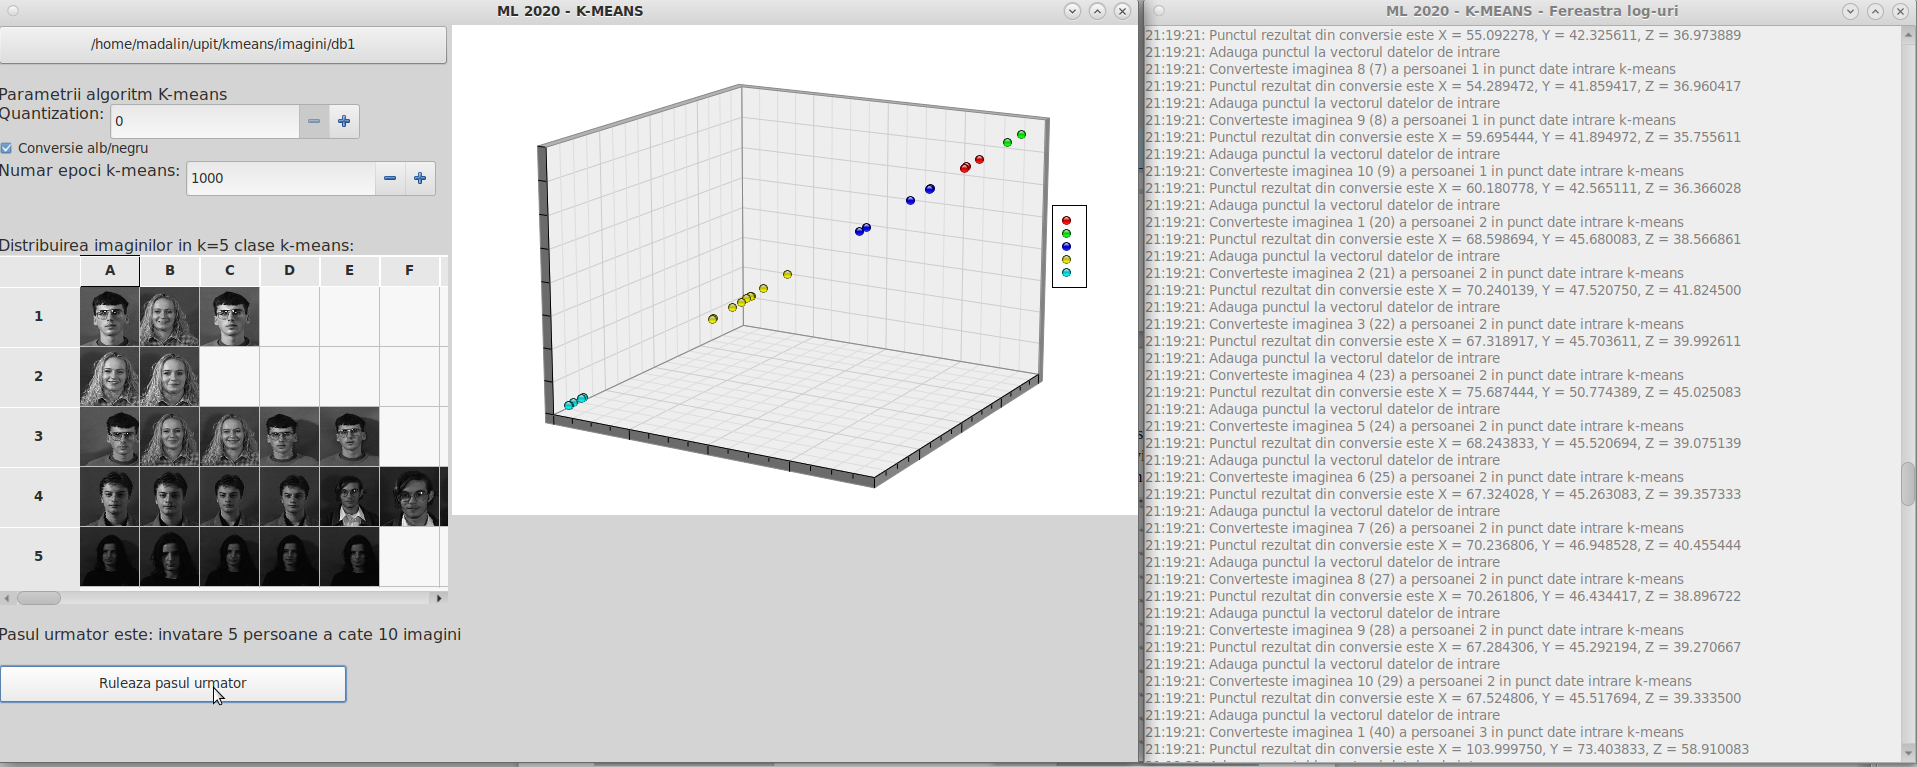 ML 2020 - K-MEANS
/home/madalin/upit/kmeans/imagini/db1
Parametrii algoritm K-means
Quantization:
0
Conversie alb/negru
Numar epoci k-means:
1000
Distribuirea imaginilor in k=5 clase k-means:
A B C D E F
1
2
3
4
5
Pasul urmator este: invatare 5 persoane a cate 10 imagini
Ruleaza pasul urmator
ML 2020 - K-MEANS - Fereastra log-uri
21:19:21: Punctul rezultat din conversie este X = 55.092278, Y = 42.325611, Z = 36.973889
21:19:21: Adauga punctul la vectorul datelor de intrare
21:19:21: Converteste imaginea 8 (7) a persoanei 1 in punct date intrare k-means
21:19:21: Punctul rezultat din conversie este X = 54.289472, Y = 41.859417, Z = 36.960417
21:19:21: Adauga punctul la vectorul datelor de intrare
21:19:21: Converteste imaginea 9 (8) a persoanei 1 in punct date intrare k-means
21:19:21: Punctul rezultat din conversie este X = 59.695444, Y = 41.894972, Z = 35.755611
21:19:21: Adauga punctul la vectorul datelor de intrare
21:19:21: Converteste imaginea 10 (9) a persoanei 1 in punct date intrare k-means
21:19:21: Punctul rezultat din conversie este X = 60.180778, Y = 42.565111, Z = 36.366028
21:19:21: Adauga punctul la vectorul datelor de intrare
21:19:21: Converteste imaginea 1 (20) a persoanei 2 in punct date intrare k-means
21:19:21: Punctul rezultat din conversie este X = 68.598694, Y = 45.680083, Z = 38.566861
21:19:21: Adauga punctul la vectorul datelor de intrare
21:19:21: Converteste imaginea 2 (21) a persoanei 2 in punct date intrare k-means
21:19:21: Punctul rezultat din conversie este X = 70.240139, Y = 47.520750, Z = 41.824500
21:19:21: Adauga punctul la vectorul datelor de intrare
21:19:21: Converteste imaginea 3 (22) a persoanei 2 in punct date intrare k-means
21:19:21: Punctul rezultat din conversie este X = 67.318917, Y = 45.703611, Z = 39.992611
21:19:21: Adauga punctul la vectorul datelor de intrare
21:19:21: Converteste imaginea 4 (23) a persoanei 2 in punct date intrare k-means
21:19:21: Punctul rezultat din conversie este X = 75.687444, Y = 50.774389, Z = 45.025083
21:19:21: Adauga punctul la vectorul datelor de intrare
21:19:21: Converteste imaginea 5 (24) a persoanei 2 in punct date intrare k-means
21:19:21: Punctul rezultat din conversie este X = 68.243833, Y = 45.520694, Z = 39.075139
21:19:21: Adauga punctul la vectorul datelor de intrare
21:19:21: Converteste imaginea 6 (25) a persoanei 2 in punct date intrare k-means
21:19:21: Punctul rezultat din conversie este X = 67.324028, Y = 45.263083, Z = 39.357333
21:19:21: Adauga punctul la vectorul datelor de intrare
21:19:21: Converteste imaginea 7 (26) a persoanei 2 in punct date intrare k-means
21:19:21: Punctul rezultat din conversie este X = 70.236806, Y = 46.948528, Z = 40.455444
21:19:21: Adauga punctul la vectorul datelor de intrare
21:19:21: Converteste imaginea 8 (27) a persoanei 2 in punct date intrare k-means
21:19:21: Punctul rezultat din conversie este X = 70.261806, Y = 46.434417, Z = 38.896722
21:19:21: Adauga punctul la vectorul datelor de intrare
21:19:21: Converteste imaginea 9 (28) a persoanei 2 in punct date intrare k-means
21:19:21: Punctul rezultat din conversie este X = 67.284306, Y = 45.292194, Z = 39.270667
21:19:21: Adauga punctul la vectorul datelor de intrare
21:19:21: Converteste imaginea 10 (29) a persoanei 2 in punct date intrare k-means
21:19:21: Punctul rezultat din conversie este X = 67.524806, Y = 45.517694, Z = 39.333500
21:19:21: Adauga punctul la vectorul datelor de intrare
21:19:21: Converteste imaginea 1 (40) a persoanei 3 in punct date intrare k-means
21:19:21: Punctul rezultat din conversie este X = 103.999750, Y = 73.403833, Z = 58.910083